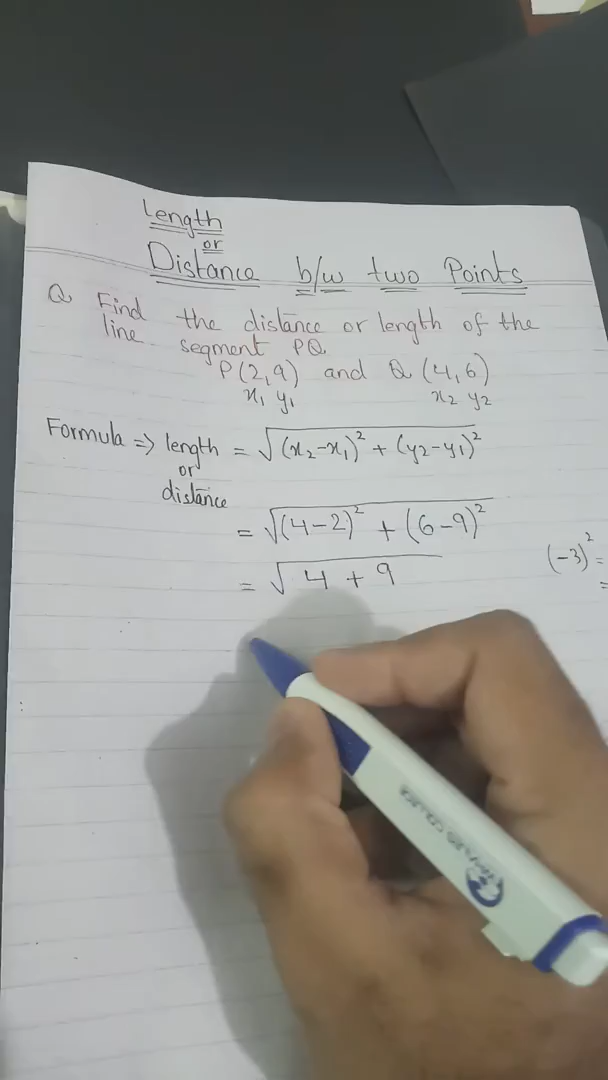 Length
or
Distance b/w two Points
Q Find the distance or length of the
line segment PQ
P(2,9) and Q(4,6)
x₁ y₁ x₂ y₂
Formula => length = √(x₂-x₁)² + (y₂-y₁)²
or
distance
= √(4-2)² + (6-9)²
(-3)² =
=
= √4 + 9